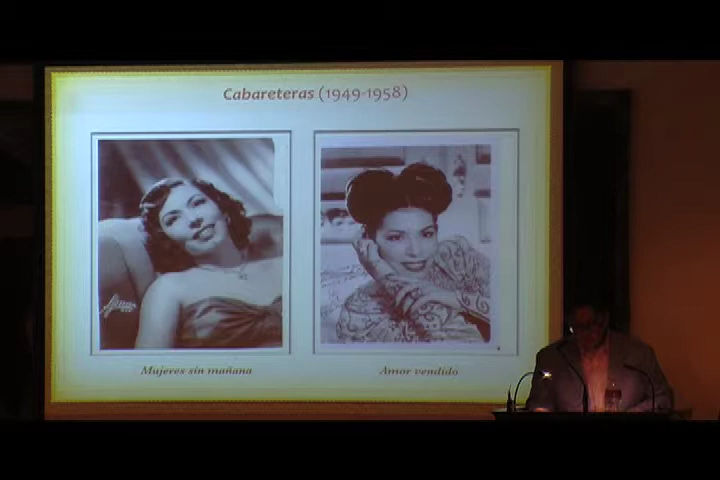 Cabareteras (1949-1958)
Mujeres sin mañana
Amor vendido